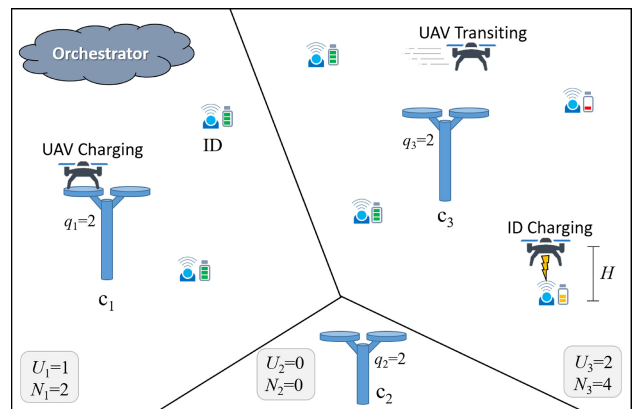 Orchestrator
UAV Transiting
ID
UAV Charging
q₃=2
q₁=2
c₃
ID Charging
H
c₁
q₂=2
c₂
U₁=1
N₁=2
U₂=0
N₂=0
U₃=2
N₃=4